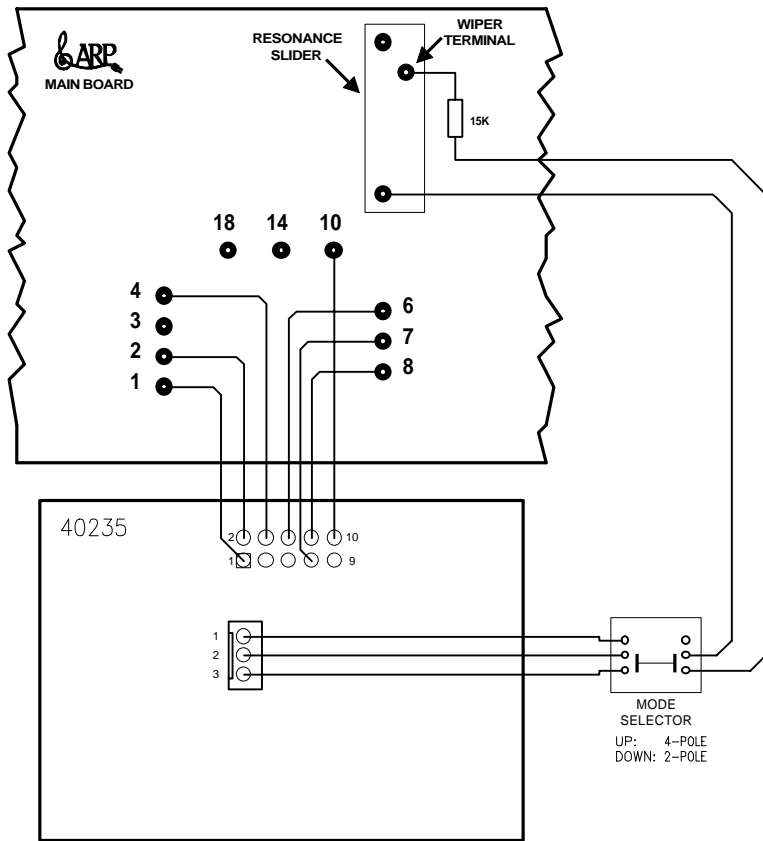 ARP
MAIN BOARD
RESONANCE
SLIDER
WIPER
TERMINAL
15K
18 14 10
4
3
2
1
6
7
8
40235
2 10
1 9
1
2
3
MODE
SELECTOR
UP: 4-POLE
DOWN: 2-POLE